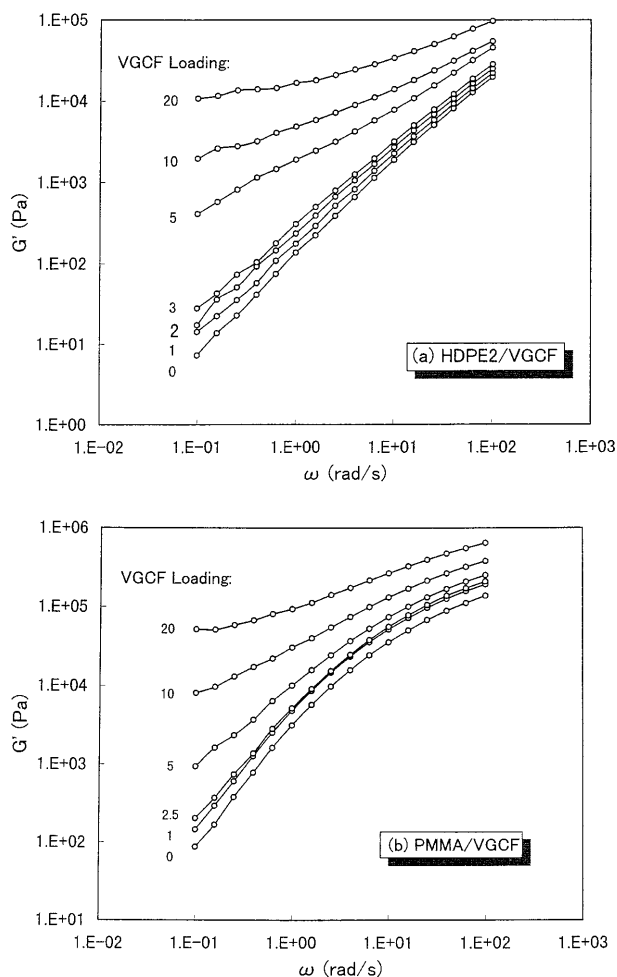 1.E+05
VGCF Loading:
1.E+04
20
10
1.E+03
5
G' (Pa)
1.E+02
3
2
1.E+01
1
(a) HDPE2/VGCF
0
1.E+00
1.E-02 1.E-01 1.E+00 1.E+01 1.E+02 1.E+03
ω (rad/s)
1.E+06
VGCF Loading:
1.E+05
20
10
1.E+04
G' (Pa)
5
1.E+03
2.5
1
(b) PMMA/VGCF
0
1.E+02
1.E+01
1.E-02 1.E-01 1.E+00 1.E+01 1.E+02 1.E+03
ω (rad/s)